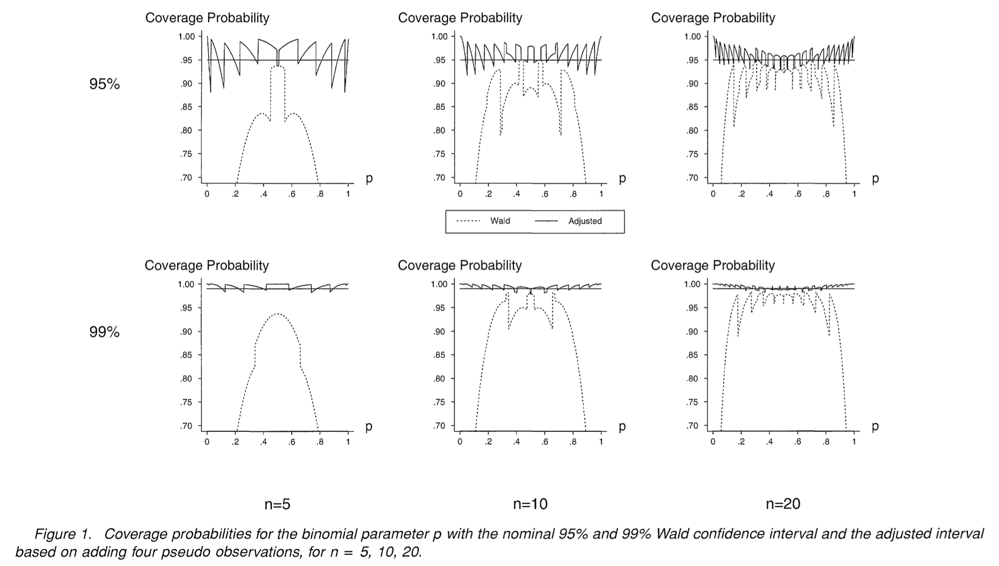 Coverage Probability Coverage Probability Coverage Probability
1.00 1.00 1.00
.95 .95 .95
95%
.90 .90 .90
.85 .85 .85
.80 .80 .80
.75 .75 .75
.70 p .70 p .70 p
0 .2 .4 .6 .8 1 0 .2 .4 .6 .8 1 0 .2 .4 .6 .8 1
Wald Adjusted
Coverage Probability Coverage Probability Coverage Probability
1.00 1.00 1.00
.95 .95 .95
99%
.90 .90 .90
.85 .85 .85
.80 .80 .80
.75 .75 .75
.70 p .70 p .70 p
0 .2 .4 .6 .8 1 0 .2 .4 .6 .8 1 0 .2 .4 .6 .8 1
n=5 n=10 n=20
Figure 1. Coverage probabilities for the binomial parameter p with the nominal 95% and 99% Wald confidence interval and the adjusted interval
based on adding four pseudo observations, for n = 5, 10, 20.